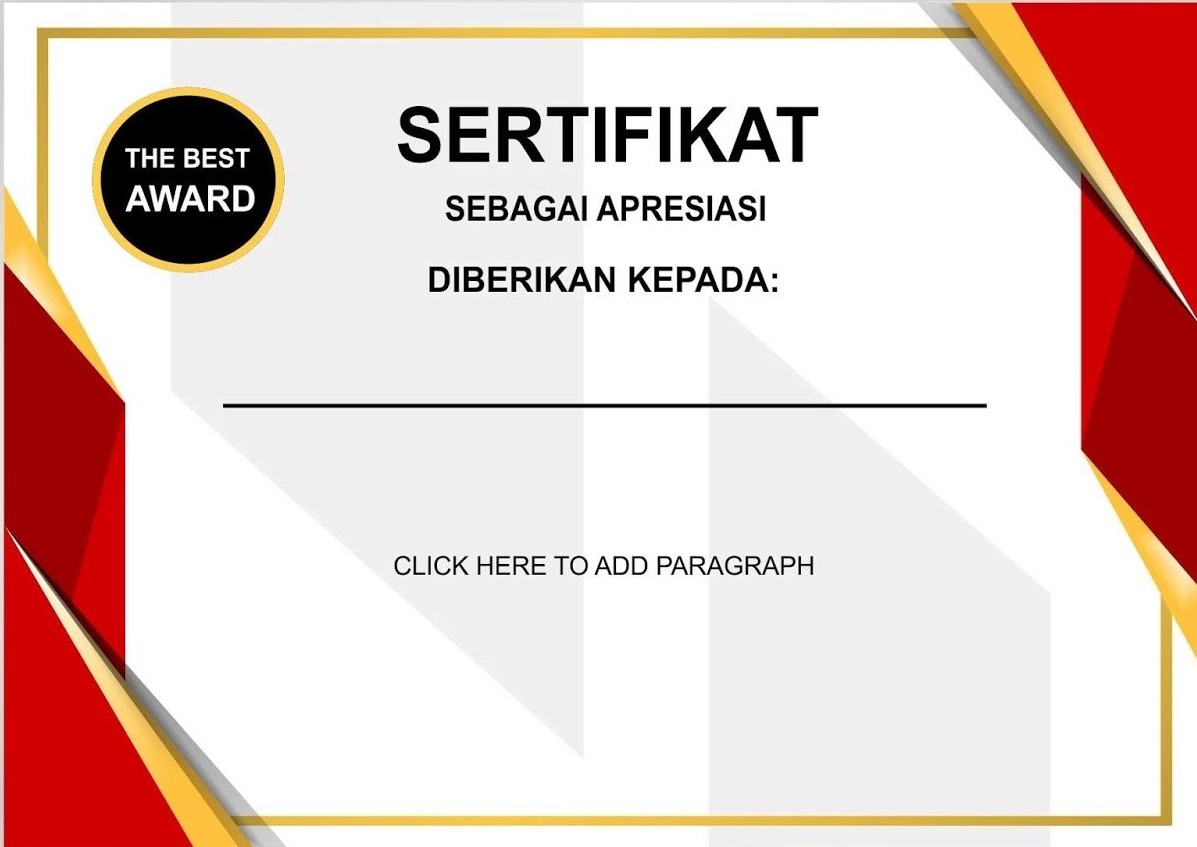 THE BEST
AWARD
SERTIFIKAT
SEBAGAI APRESIASI
DIBERIKAN KEPADA:
CLICK HERE TO ADD PARAGRAPH